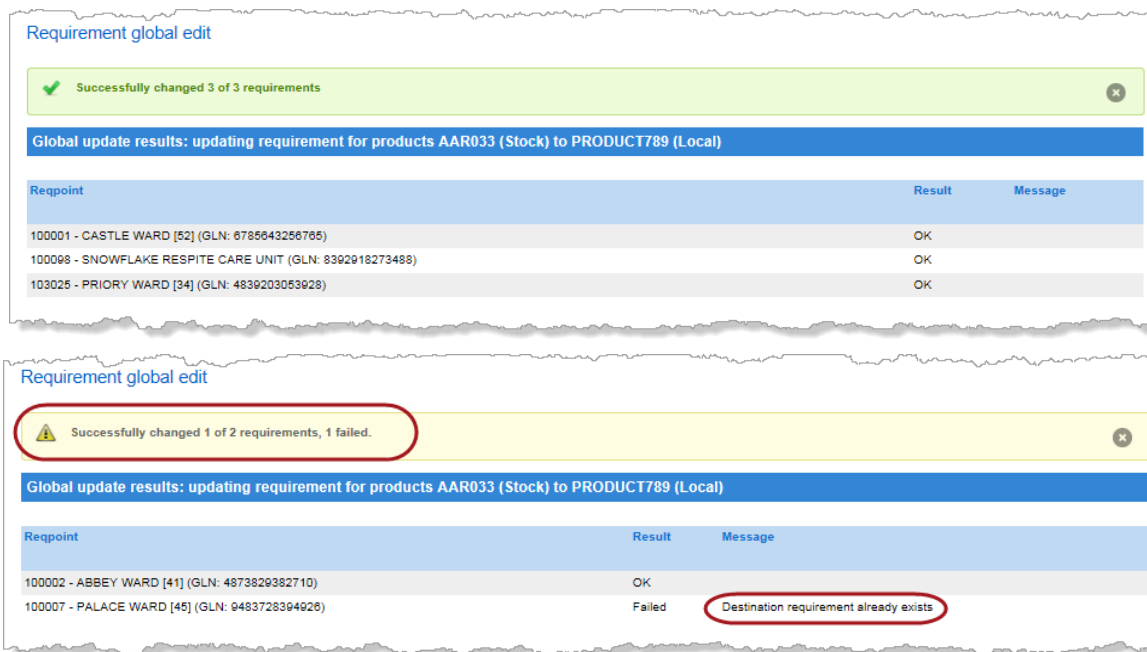 Requirement global edit
Successfully changed 3 of 3 requirements
Global update results: updating requirement for products AAR033 (Stock) to PRODUCT789 (Local)
Reqpoint Result Message
100001 - CASTLE WARD [52] (GLN: 6785643256765) OK
100098 - SNOWFLAKE RESPITE CARE UNIT (GLN: 8392918273488) OK
103025 - PRIORY WARD [34] (GLN: 4839203053928) OK
Requirement global edit
Successfully changed 1 of 2 requirements, 1 failed.
Global update results: updating requirement for products AAR033 (Stock) to PRODUCT789 (Local)
Reqpoint Result Message
100002 - ABBEY WARD [41] (GLN: 4873829382710) OK
100007 - PALACE WARD [45] (GLN: 9483728394926) Failed Destination requirement already exists